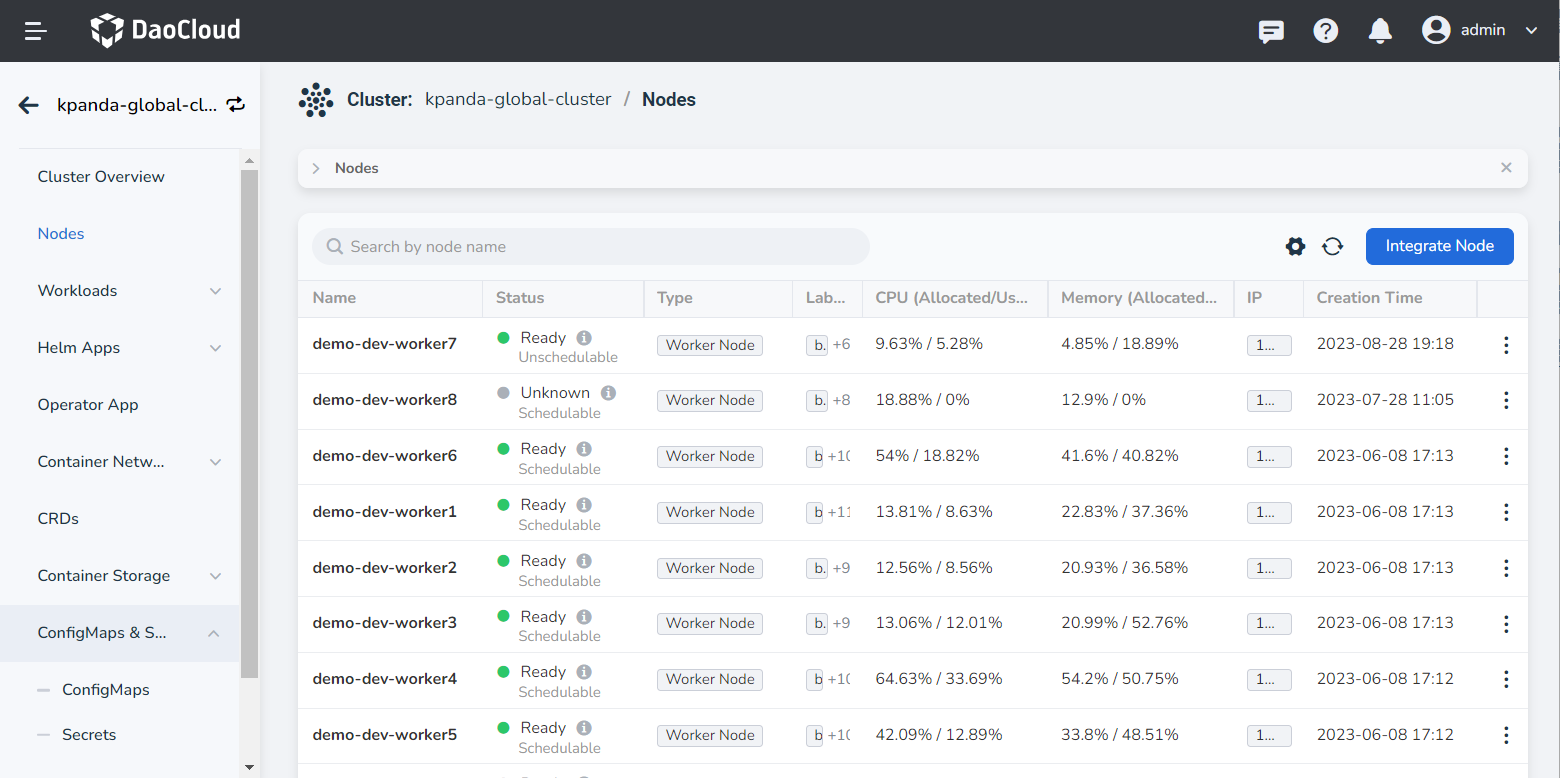 DaoCloud
admin
kpanda-global-cl...
Cluster: kpanda-global-cluster / Nodes
Cluster Overview
Nodes
Workloads
Helm Apps
Operator App
Container Netw...
CRDs
Container Storage
ConfigMaps & S...
ConfigMaps
Secrets
Nodes
Search by node name
Integrate Node
Name Status Type Lab... CPU (Allocated/Us... Memory (Allocated... IP Creation Time
demo-dev-worker7 Ready Unschedulable Worker Node b. +6 9.63% / 5.28% 4.85% / 18.89% 1... 2023-08-28 19:18
demo-dev-worker8 Unknown Schedulable Worker Node b. +8 18.88% / 0% 12.9% / 0% 1... 2023-07-28 11:05
demo-dev-worker6 Ready Schedulable Worker Node b +10 54% / 18.82% 41.6% / 40.82% 1... 2023-06-08 17:13
demo-dev-worker1 Ready Schedulable Worker Node b +11 13.81% / 8.63% 22.83% / 37.36% 1... 2023-06-08 17:13
demo-dev-worker2 Ready Schedulable Worker Node b. +9 12.56% / 8.56% 20.93% / 36.58% 1... 2023-06-08 17:13
demo-dev-worker3 Ready Schedulable Worker Node b. +9 13.06% / 12.01% 20.99% / 52.76% 1... 2023-06-08 17:13
demo-dev-worker4 Ready Schedulable Worker Node b +10 64.63% / 33.69% 54.2% / 50.75% 1... 2023-06-08 17:12
demo-dev-worker5 Ready Schedulable Worker Node b +10 42.09% / 12.89% 33.8% / 48.51% 1... 2023-06-08 17:12